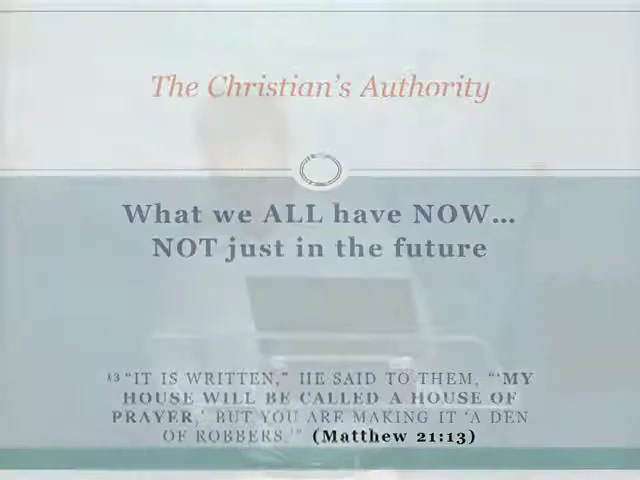 The Christian's Authority
What we ALL have NOW...
NOT just in the future
13 "IT IS WRITTEN," HE SAID TO THEM, "'MY
HOUSE WILL BE CALLED A HOUSE OF
PRAYER,' BUT YOU ARE MAKING IT 'A DEN
OF ROBBERS.'" (Matthew 21:13)